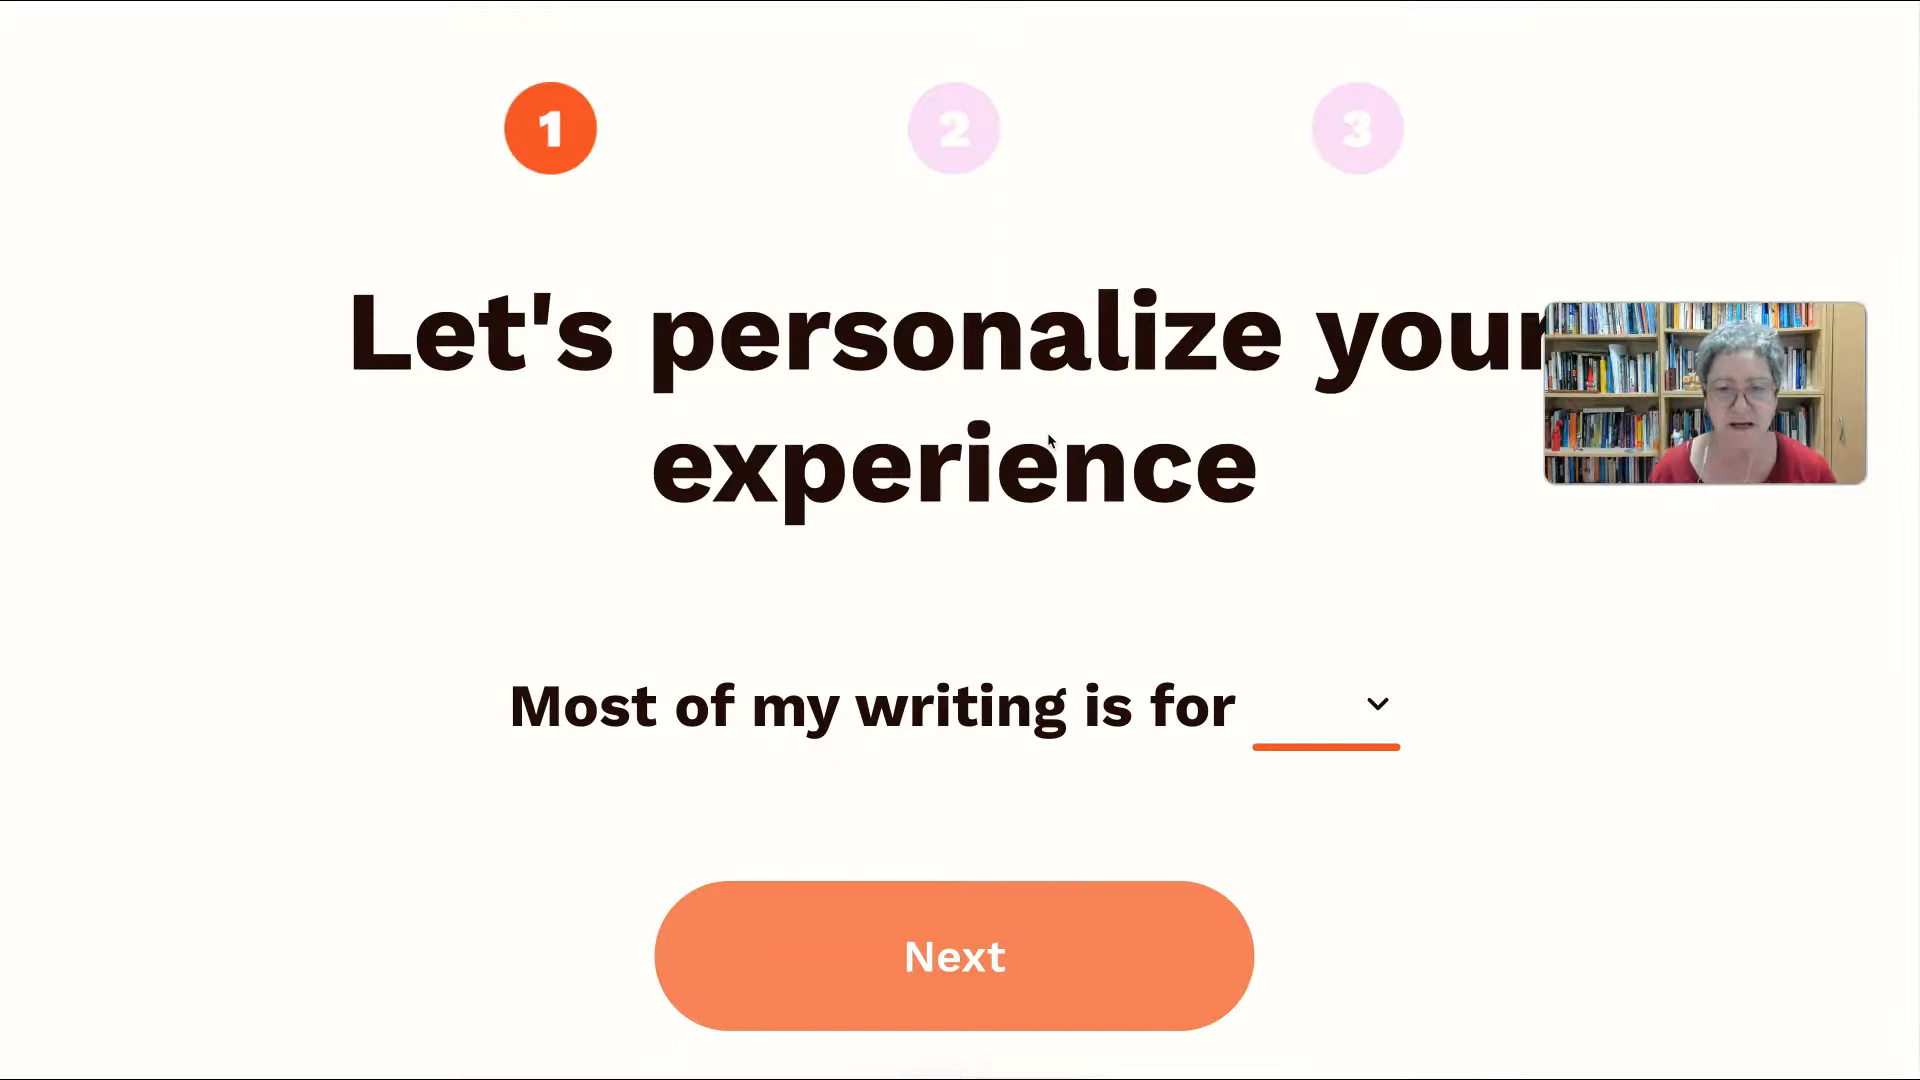 1 2 3
Let's personalize your
experience
Most of my writing is for
Next